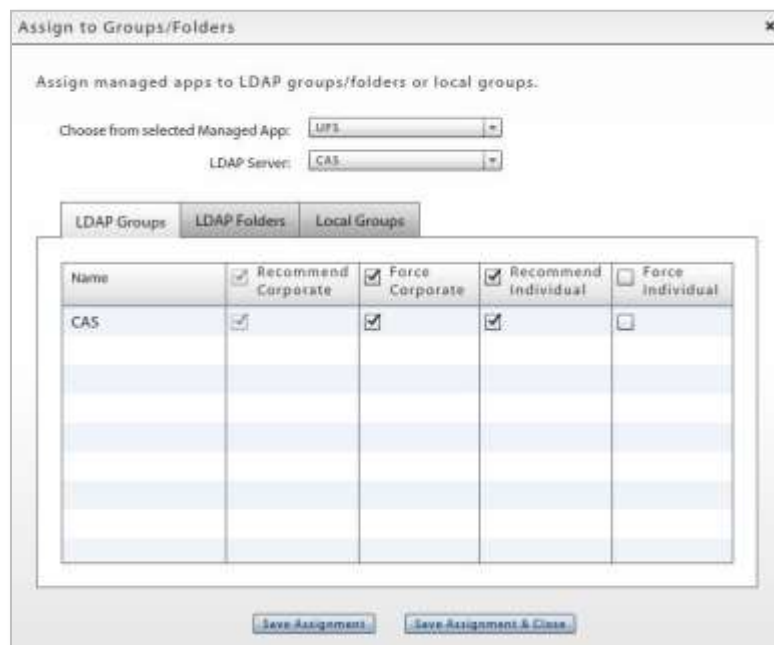 Assign to Groups/Folders
Assign managed apps to LDAP groups/folders or local groups.
Choose from selected Managed App: UPS
LDAP Server: CAS
LDAP Groups LDAP Folders Local Groups
Name Recommend Corporate Force Corporate Recommend Individual Force Individual
CAS
Save Assignment Save Assignment & Close